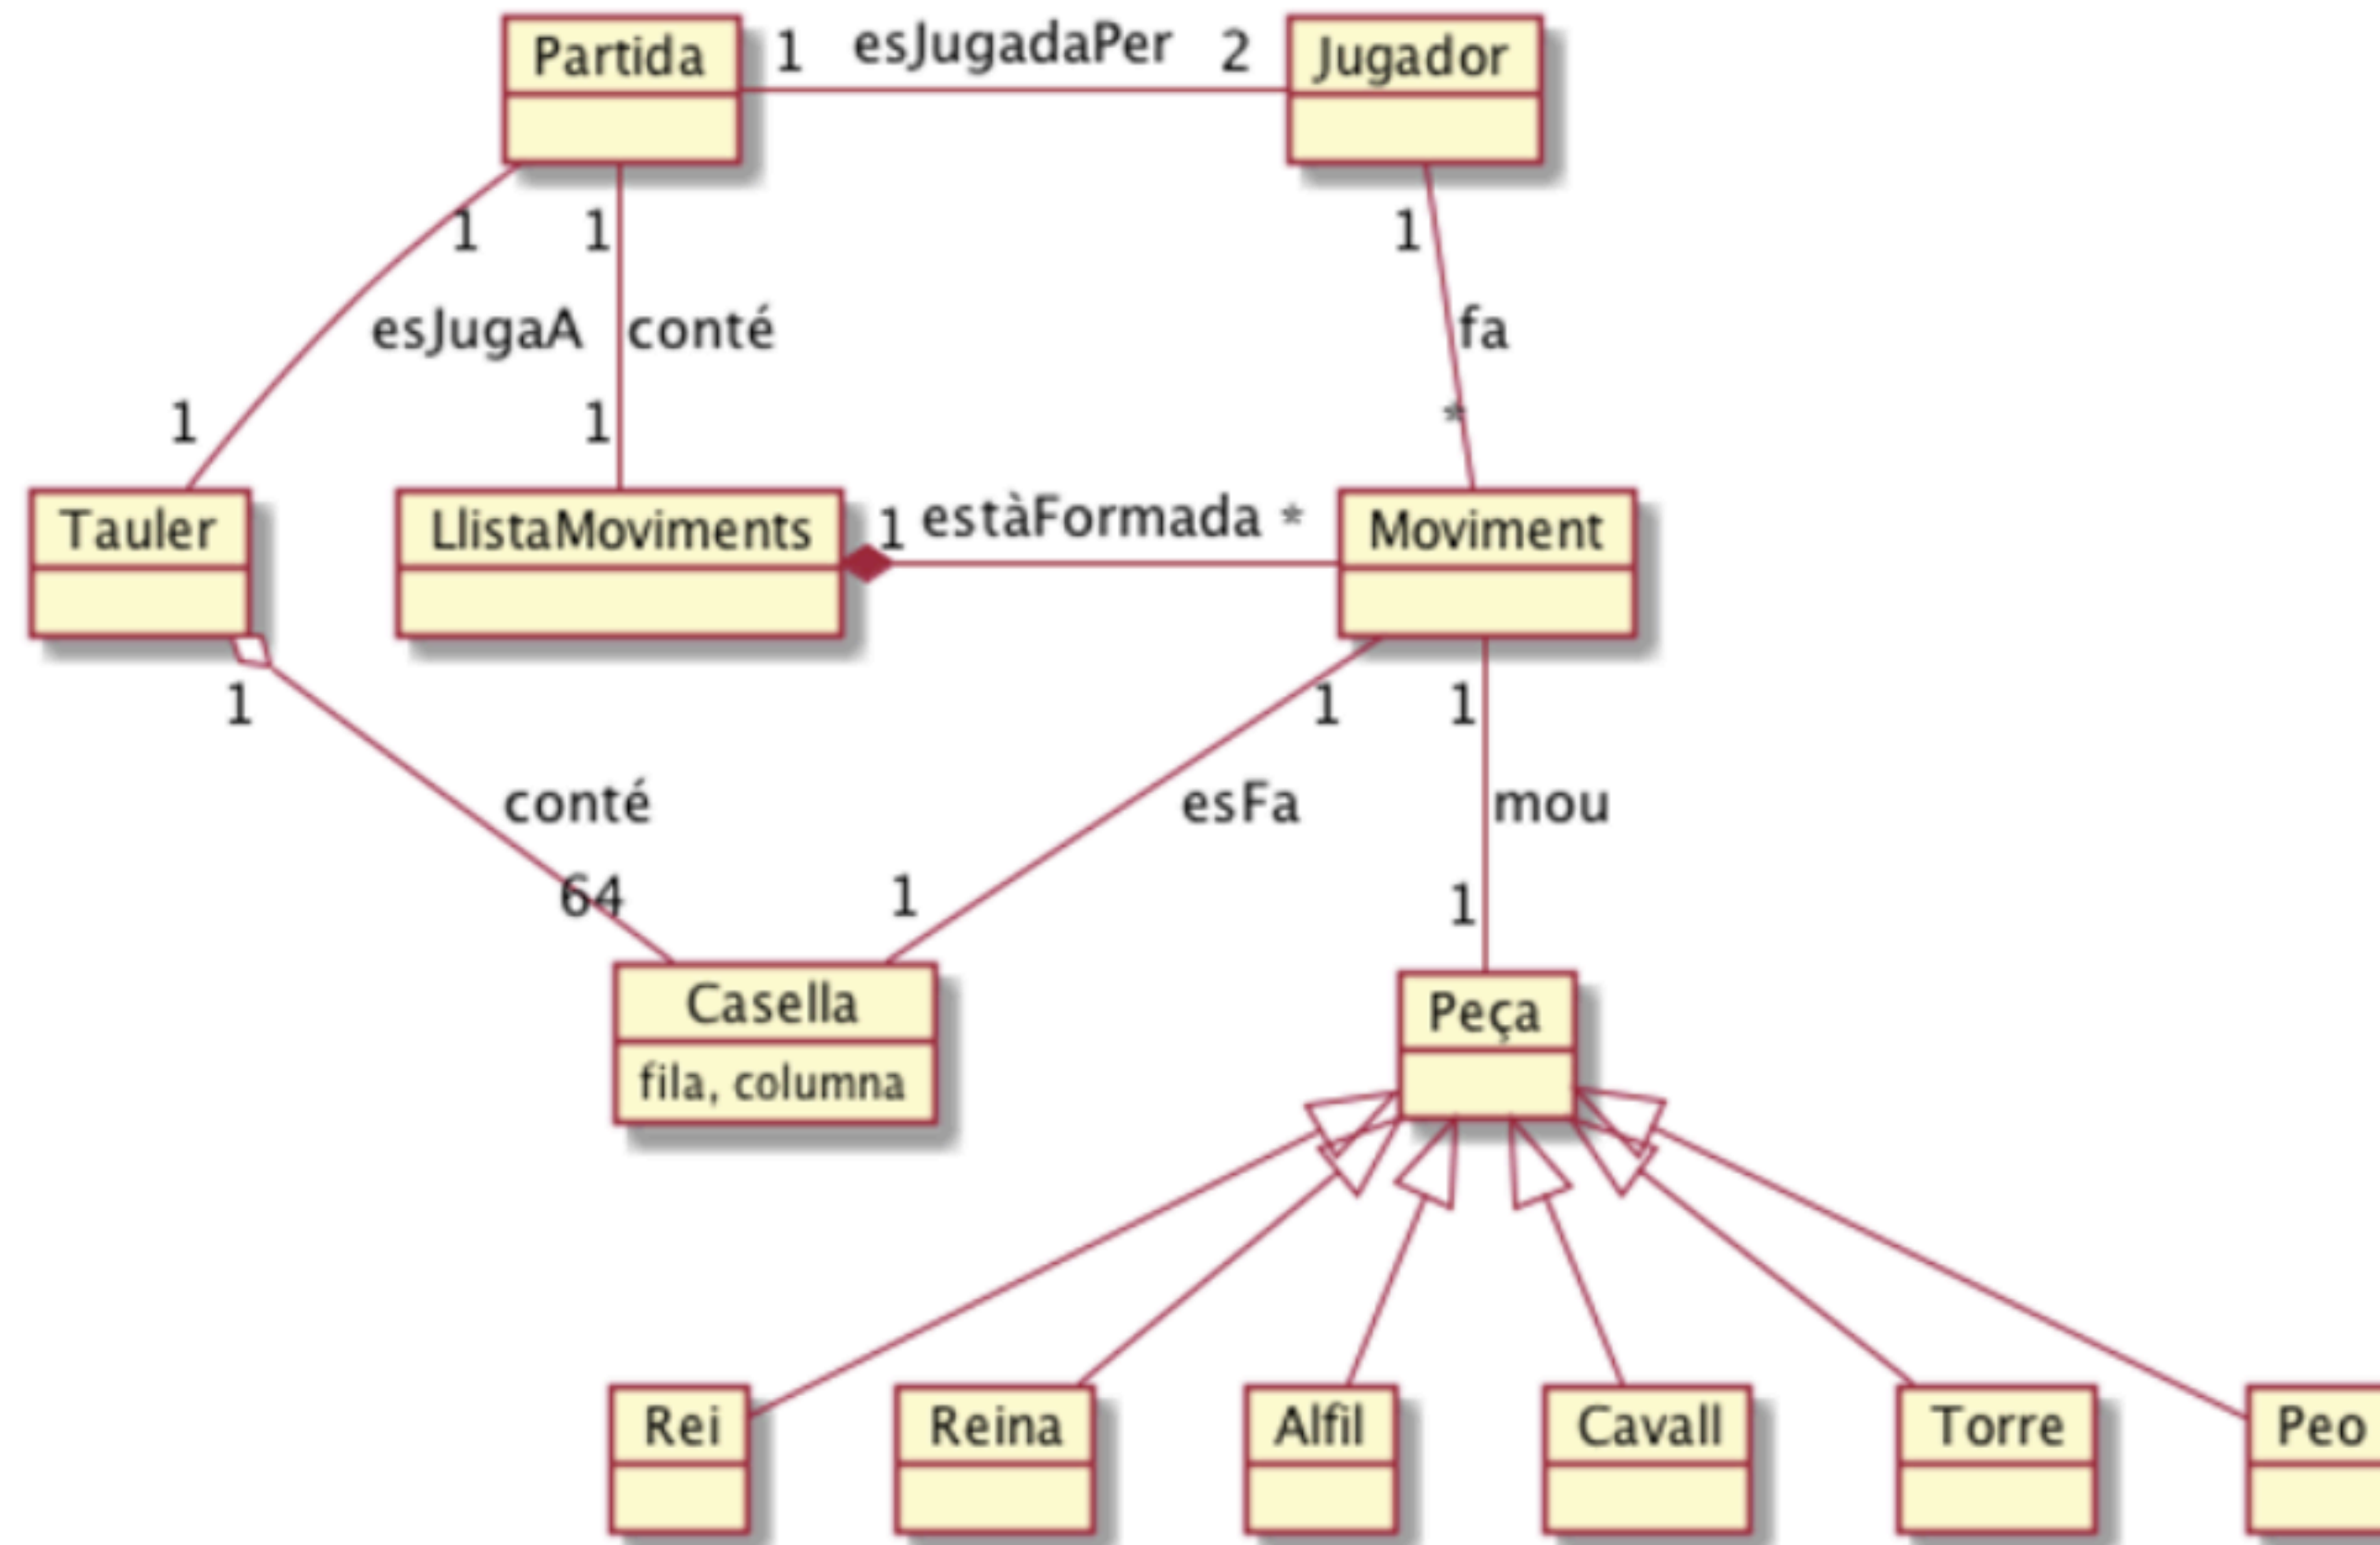 Partida
1 esJugadaPer 2
Jugador
1
1
1
esJugaA
conté
fa
1
1
*
Tauler
LlistaMoviments
1 estàFormada *
Moviment
1
1
1
conté
esFa
mou
64
1
1
Casella
fila, columna
Peça
Rei
Reina
Alfil
Cavall
Torre
Peo